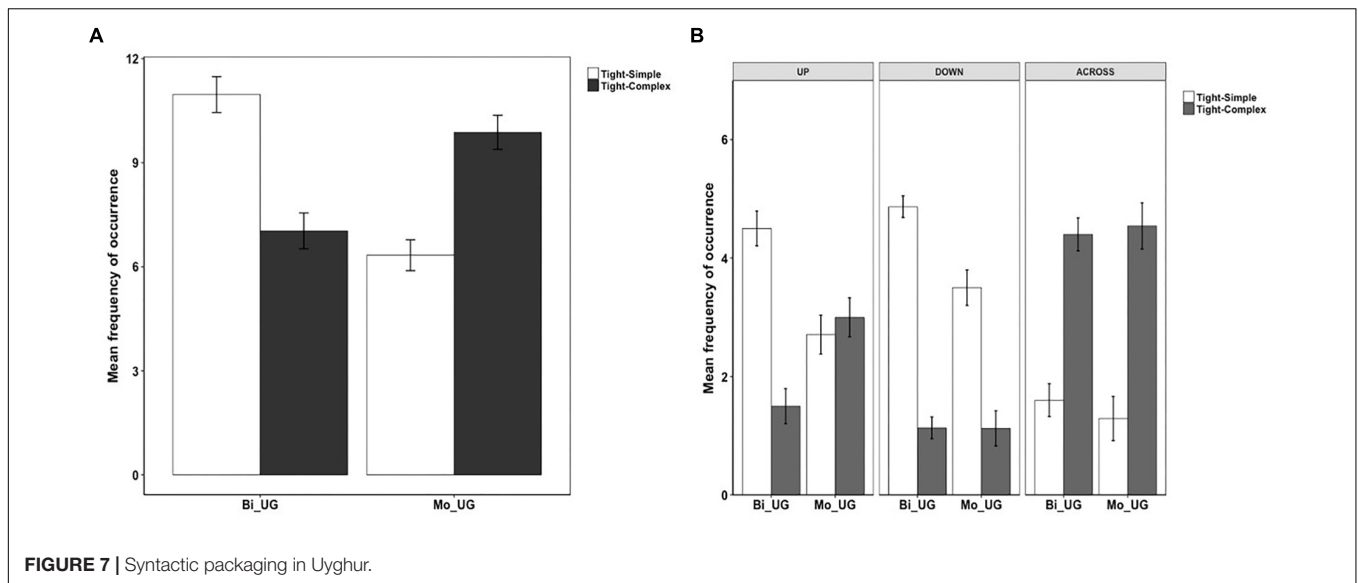 A
12
9
6
3
0
Mean frequency of occurrence
Bi_UG
Mo_UG
Tight-Simple
Tight-Complex
B
UP
DOWN
ACROSS
6
4
2
0
Mean frequency of occurrence
Bi_UG
Mo_UG
Bi_UG
Mo_UG
Bi_UG
Mo_UG
Tight-Simple
Tight-Complex
FIGURE 7 | Syntactic packaging in Uyghur.